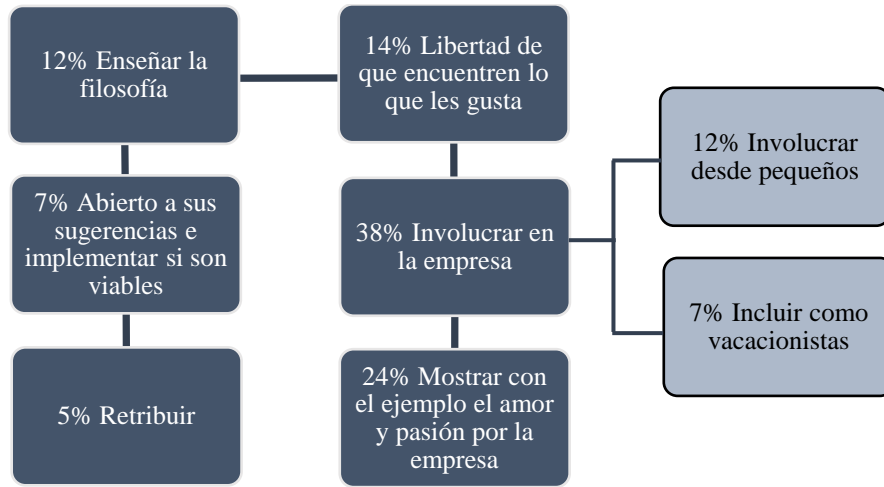 12% Enseñar la
filosofía
14% Libertad de
que encuentren lo
que les gusta
12% Involucrar
desde pequeños
7% Abierto a sus
sugerencias e
implementar si son
viables
38% Involucrar en
la empresa
7% Incluir como
vacacionistas
5% Retribuir
24% Mostrar con
el ejemplo el amor
y pasión por la
empresa